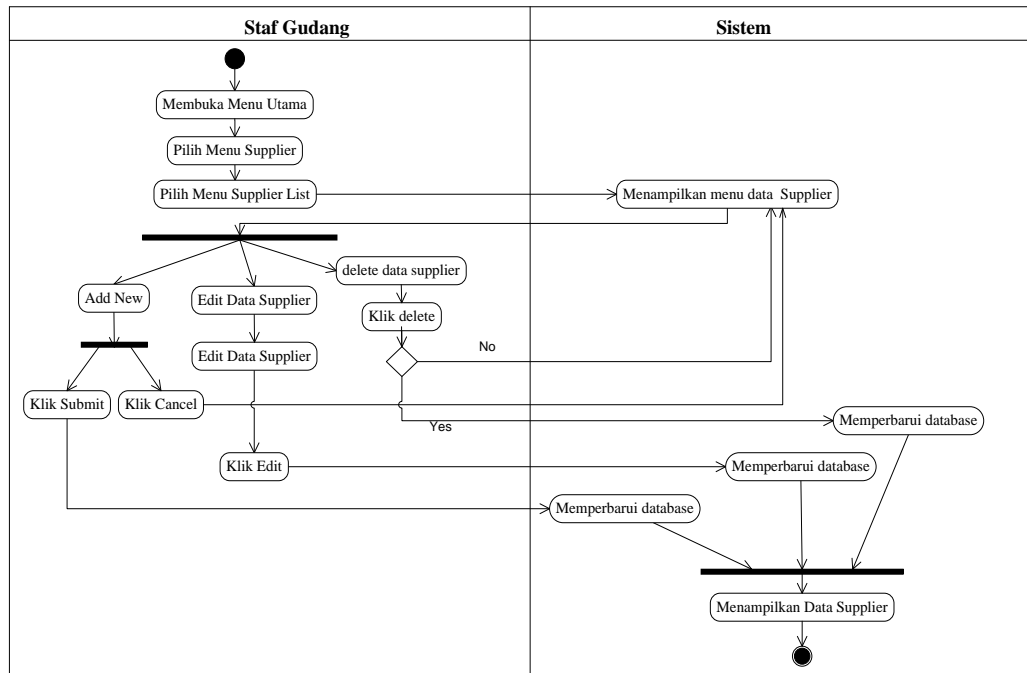 Staf Gudang
Sistem
Membuka Menu Utama
Pilih Menu Supplier
Pilih Menu Supplier List
Menampilkan menu data Supplier
delete data supplier
Add New
Edit Data Supplier
Klik delete
No
Edit Data Supplier
Klik Submit
Klik Cancel
Yes
Memperbarui database
Klik Edit
Memperbarui database
Memperbarui database
Menampilkan Data Supplier